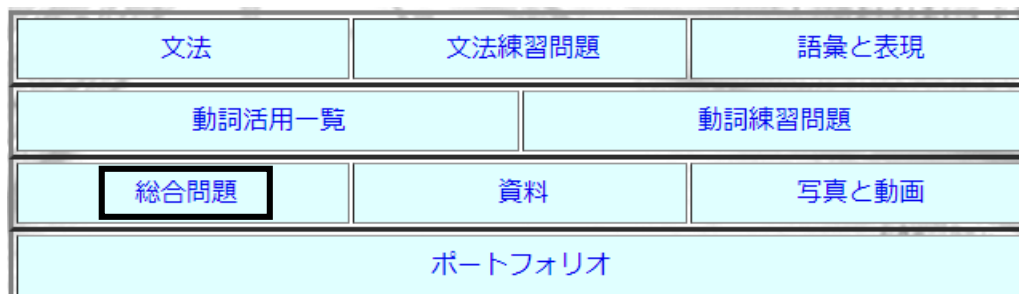 文法 文法練習問題 語彙と表現
動詞活用一覧 動詞練習問題
総合問題 資料 写真と動画
ポートフォリオ